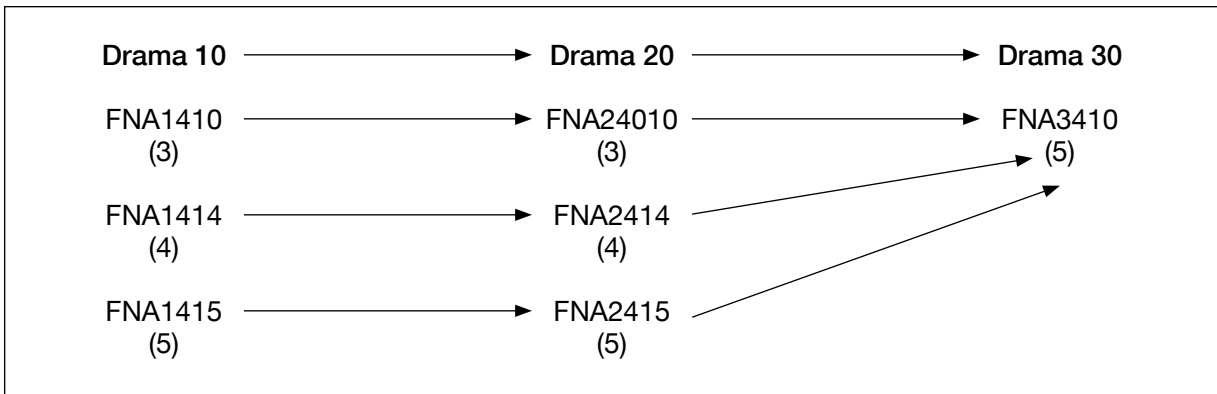 Drama 10 Drama 20 Drama 30
FNA1410 FNA24010 FNA3410
(3) (3) (5)
FNA1414 FNA2414
(4) (4)
FNA1415 FNA2415
(5) (5)